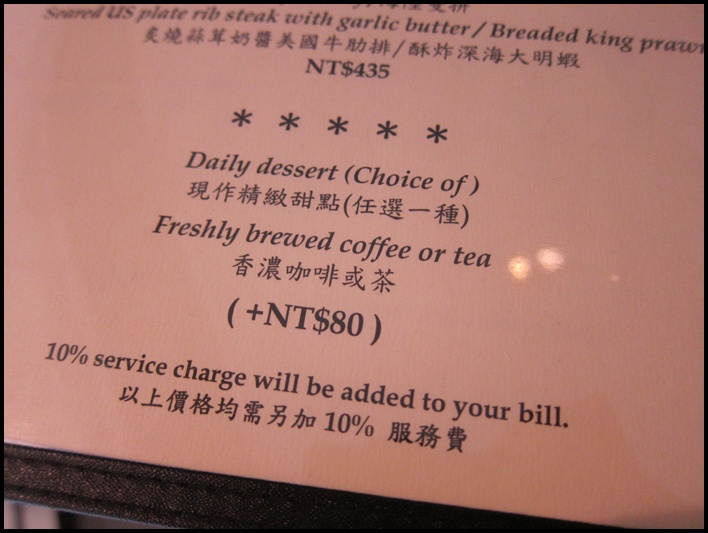 Seared US plate rib steak with garlic butter / Breaded king prawn
炙燒蒜茸奶醬美國牛肋排/酥炸深海大明蝦
NT$435
* * * * *
Daily dessert (Choice of )
現作精緻甜點(任選一種)
Freshly brewed coffee or tea
香濃咖啡或茶
( +NT$80 )
10% service charge will be added to your bill.
以上價格均需另加 10% 服務費